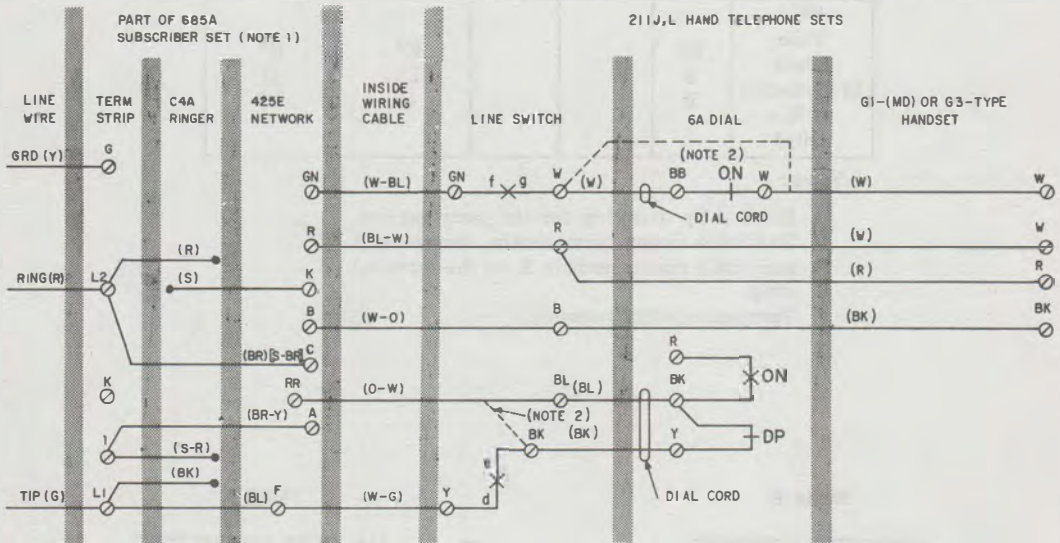 PART OF 685A
SUBSCRIBER SET (NOTE 1)
211J,L HAND TELEPHONE SETS
LINE
WIRE
TERM
STRIP
C4A
RINGER
425E
NETWORK
INSIDE
WIRING
CABLE
LINE SWITCH
6A DIAL
G1-(MD) OR G3-TYPE
HANDSET
(NOTE 2)
GRD (Y)
G
GN
(W-BL)
GN
f
g
W
(W)
BB
ON
W
(W)
W
DIAL CORD
R
(BL-W)
R
(W)
W
(R)
(R)
R
RING(R)
L2
(S)
K
B
(W-O)
B
(BK)
BK
(BR)[S-BR]
C
R
K
RR
(O-W)
BL
(BL)
BK
ON
(BR-Y)
A
(NOTE 2)
BK
(BK)
Y
DP
1
(S-R)
(BK)
e
d
TIP(G)
L1
(BL)
F
(W-G)
Y
DIAL CORD